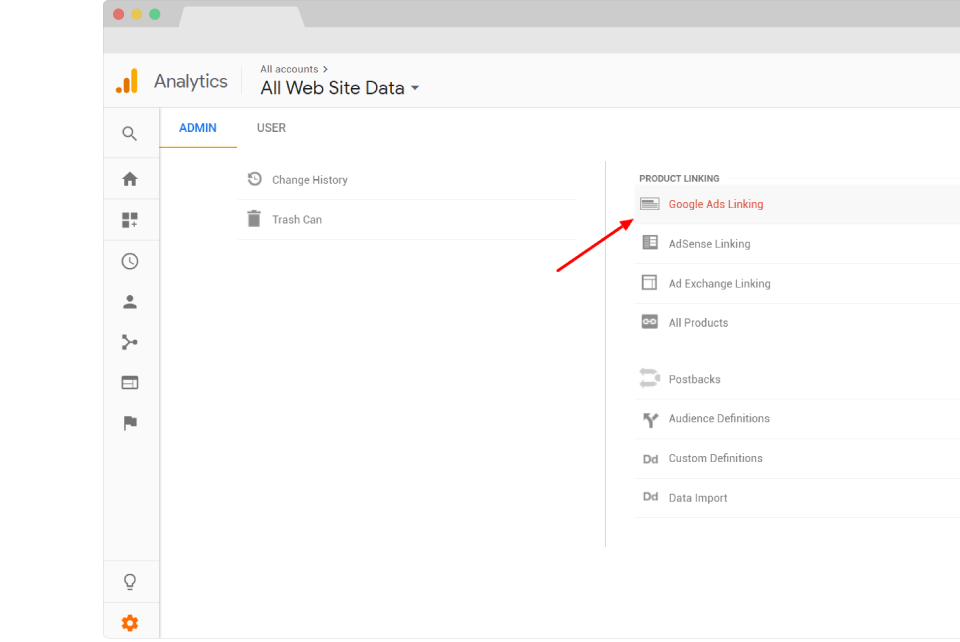 Analytics
All accounts >
All Web Site Data
ADMIN
USER
Change History
Trash Can
PRODUCT LINKING
Google Ads Linking
AdSense Linking
Ad Exchange Linking
All Products
Postbacks
Audience Definitions
Dd Custom Definitions
Dd Data Import